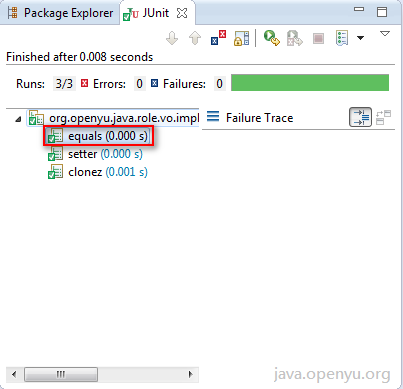 Package Explorer JUnit
Finished after 0.008 seconds
Runs: 3/3 Errors: 0 Failures: 0
org.openyu.java.role.vo.impl
Failure Trace
equals (0.000 s)
setter (0.000 s)
clonez (0.001 s)
java.openyu.org